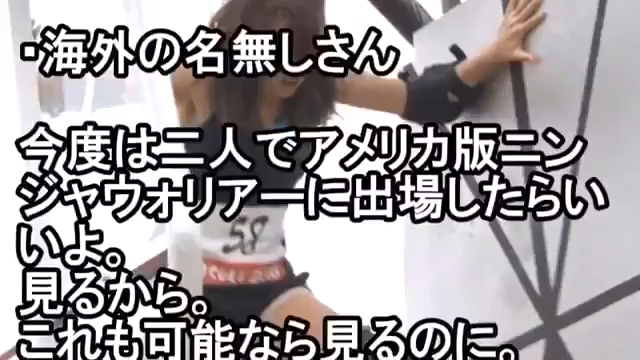 ・海外の名無しさん
今度は二人でアメリカ版ニン
ジャウォリアーに出場したらい
いよ。
見るから。
これも可能なら見るのに。
58